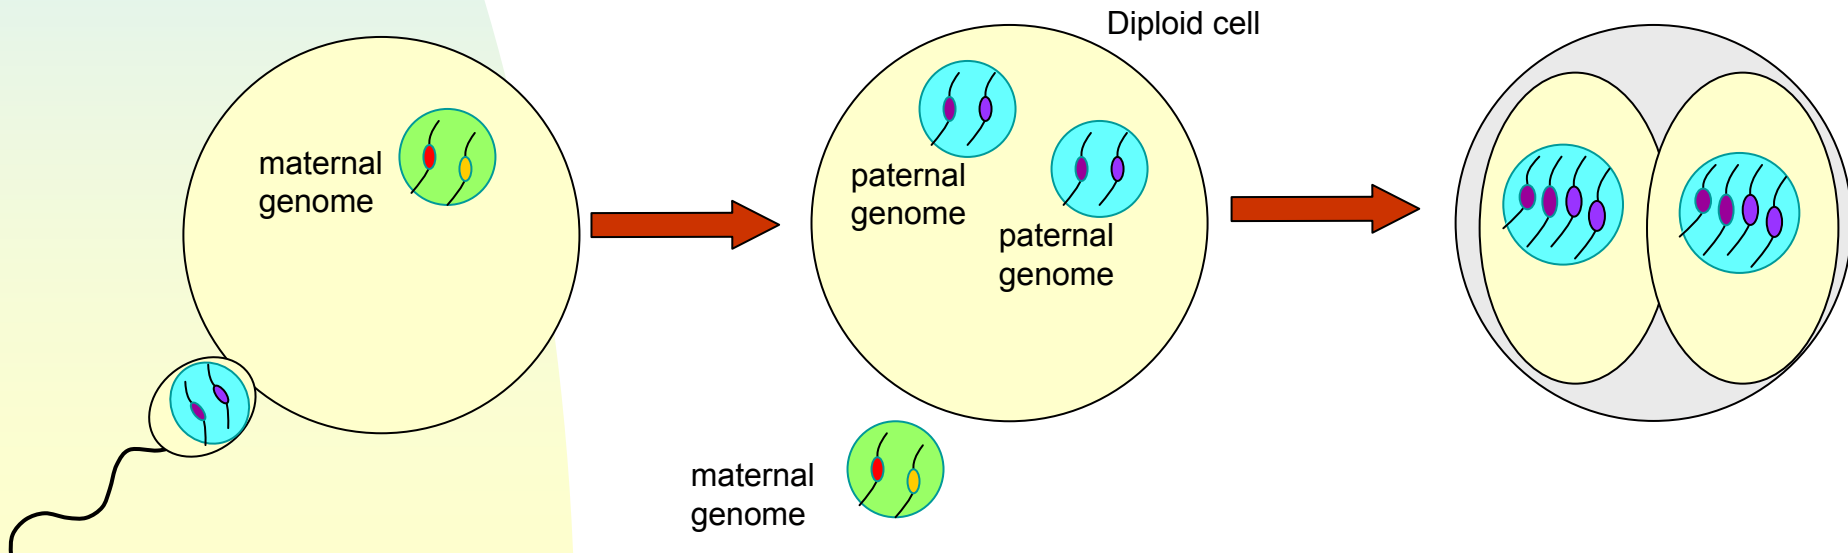 Diploid cell
maternal
genome
paternal
genome
paternal
genome
maternal
genome